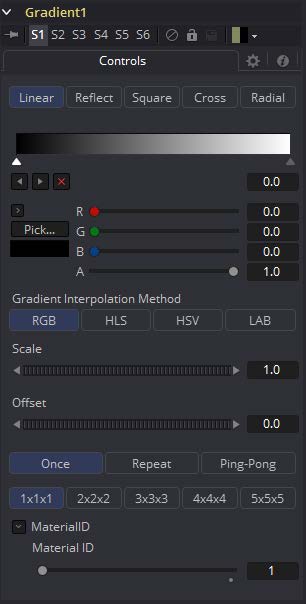 Gradient1
S1 S2 S3 S4 S5 S6
Controls
Linear Reflect Square Cross Radial
0.0
R 0.0
Pick... G 0.0
B 0.0
A 1.0
Gradient Interpolation Method
RGB HLS HSV LAB
Scale
1.0
Offset
0.0
Once Repeat Ping-Pong
1x1x1 2x2x2 3x3x3 4x4x4 5x5x5
MaterialID
Material ID
1